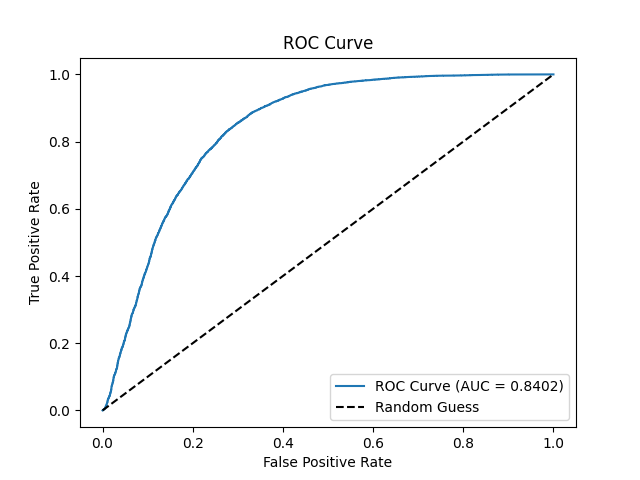 ROC Curve
True Positive Rate
1.0
0.8
0.6
0.4
0.2
0.0
0.0 0.2 0.4 0.6 0.8 1.0
False Positive Rate
ROC Curve (AUC = 0.8402)
Random Guess